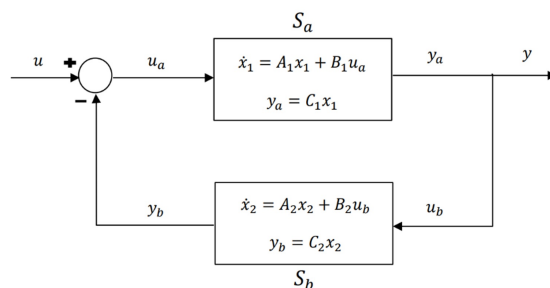 S_a
u + u_a ẋ_1 = A_1x_1 + B_1u_a y_a y
y_a = C_1x_1
−
y_b ẋ_2 = A_2x_2 + B_2u_b u_b
y_b = C_2x_2
S_b